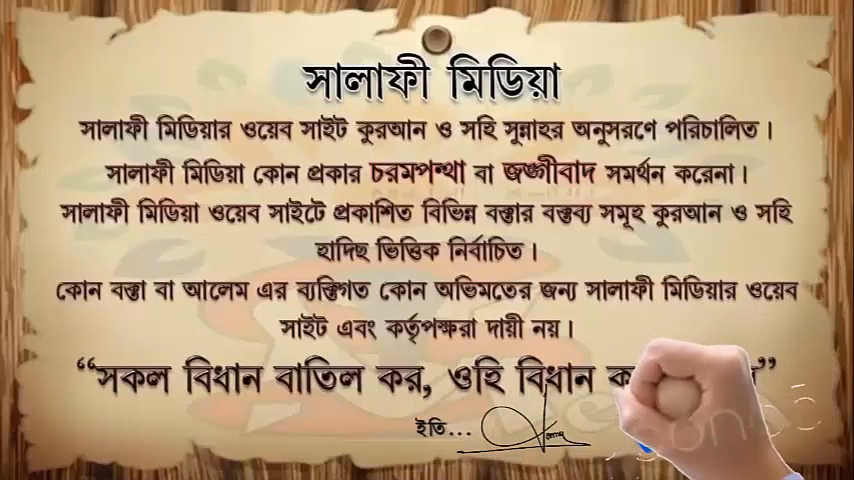 সালাফী মিডিয়া
সালাফী মিডিয়ার ওয়েব সাইট কুরআন ও সহি সুন্নাহর অনুসরণে পরিচালিত।
সালাফী মিডিয়া কোন প্রকার চরমপন্থা বা জঙ্গীবাদ সমর্থন করেনা।
সালাফী মিডিয়া ওয়েব সাইটে প্রকাশিত বিভিন্ন বক্তার বক্তব্য সমূহ কুরআন ও সহি
হাদিছ ভিত্তিক নির্বাচিত।
কোন বক্তা বা আলেম এর ব্যক্তিগত কোন অভিমতের জন্য সালাফী মিডিয়ার ওয়েব
সাইট এবং কর্তৃপক্ষরা দায়ী নয়।
“সকল বিধান বাতিল কর, ওহি বিধান
ইতি...